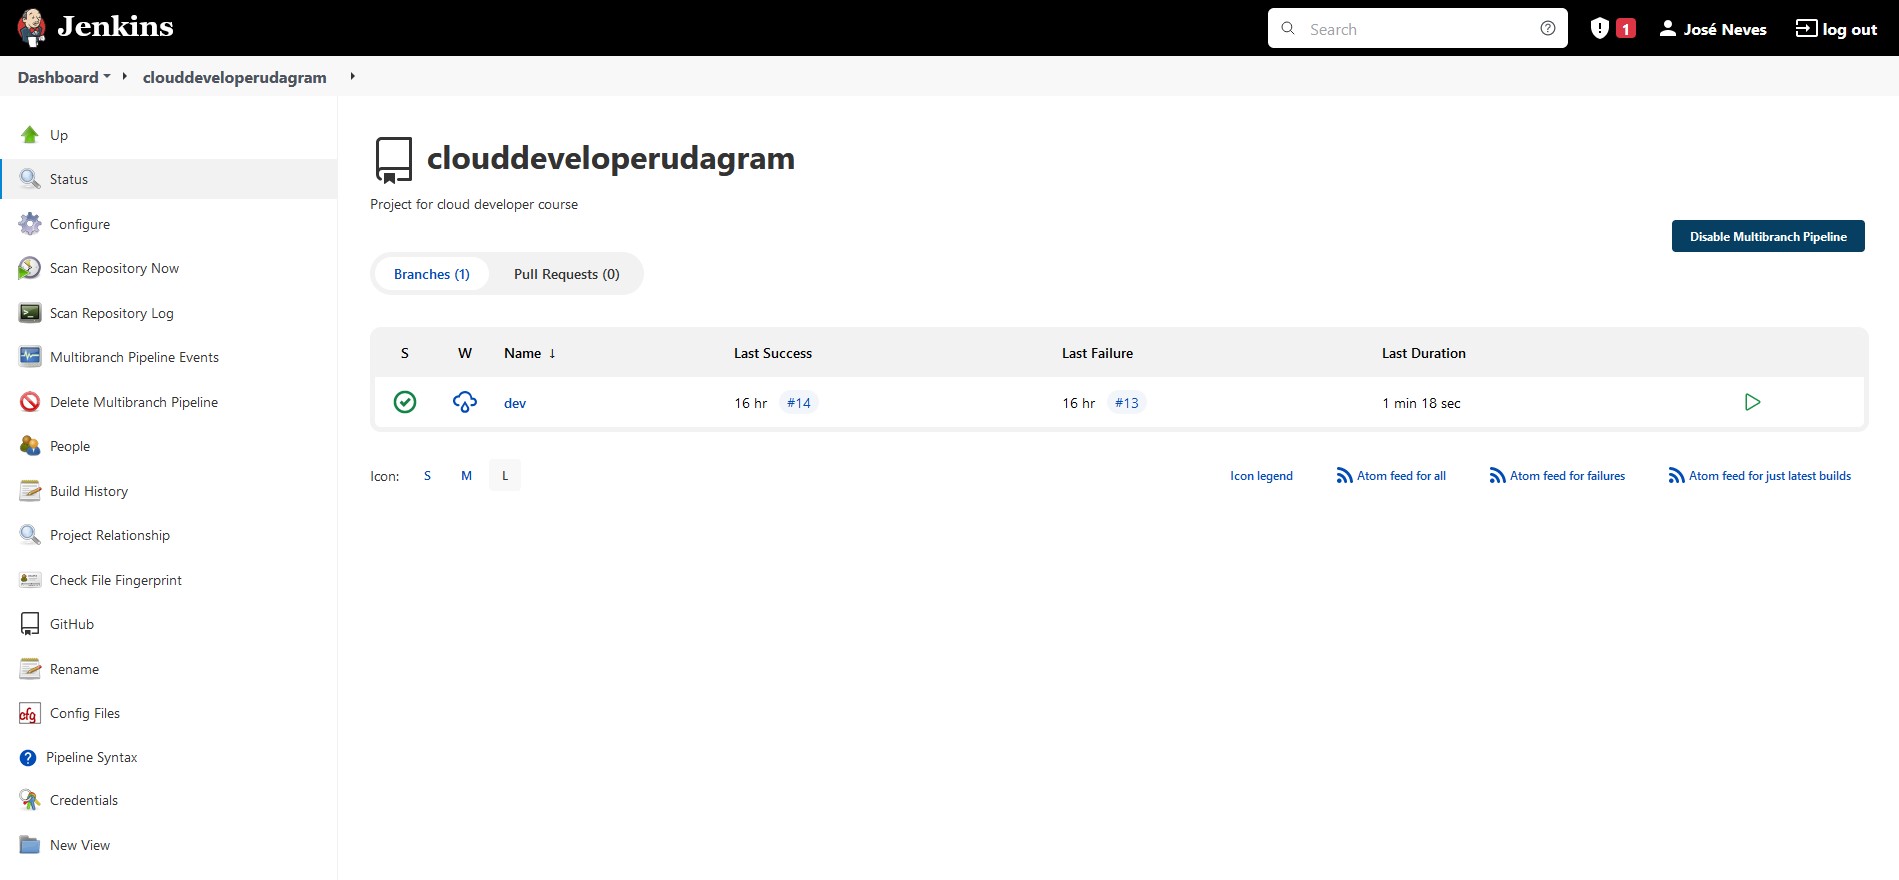 Jenkins
Search
1
José Neves
log out
Dashboard
clouddeveloperudagram
Up
Status
Configure
Scan Repository Now
Scan Repository Log
Multibranch Pipeline Events
Delete Multibranch Pipeline
People
Build History
Project Relationship
Check File Fingerprint
GitHub
Rename
cfg Config Files
Pipeline Syntax
Credentials
New View
clouddeveloperudagram
Project for cloud developer course
Disable Multibranch Pipeline
Branches (1) Pull Requests (0)
S W Name ↓ Last Success Last Failure Last Duration
dev 16 hr #14 16 hr #13 1 min 18 sec
Icon: S M L
Icon legend Atom feed for all Atom feed for failures Atom feed for just latest builds